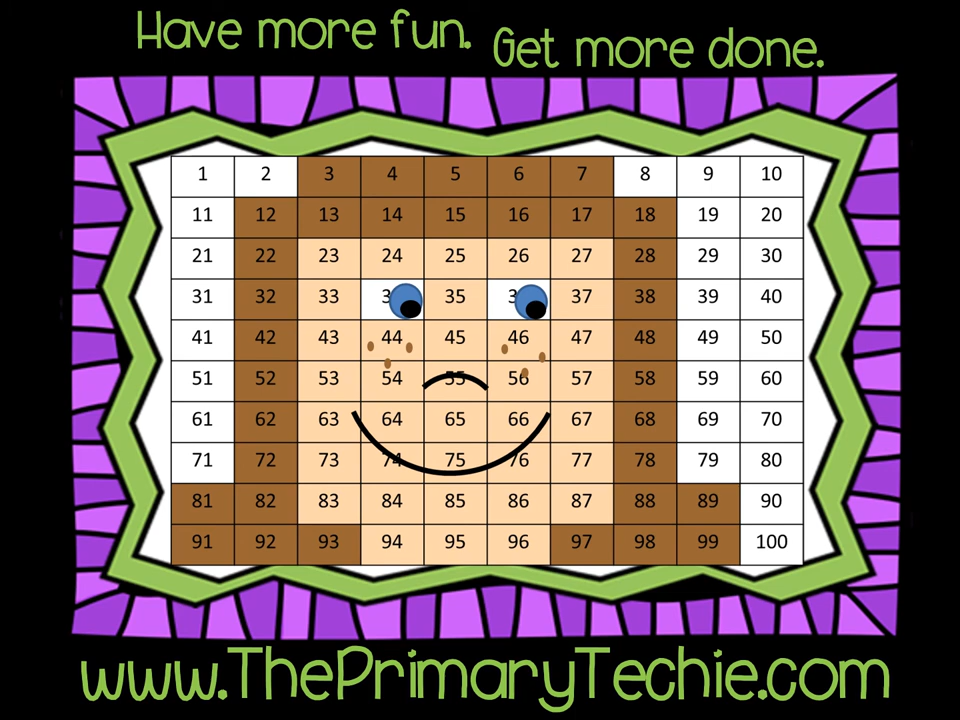 Have more fun. Get more done.
1 2 3 4 5 6 7 8 9 10
11 12 13 14 15 16 17 18 19 20
21 22 23 24 25 26 27 28 29 30
31 32 33 3 35 3 37 38 39 40
41 42 43 44 45 46 47 48 49 50
51 52 53 54 55 56 57 58 59 60
61 62 63 64 65 66 67 68 69 70
71 72 73 74 75 76 77 78 79 80
81 82 83 84 85 86 87 88 89 90
91 92 93 94 95 96 97 98 99 100
www.ThePrimaryTechie.com